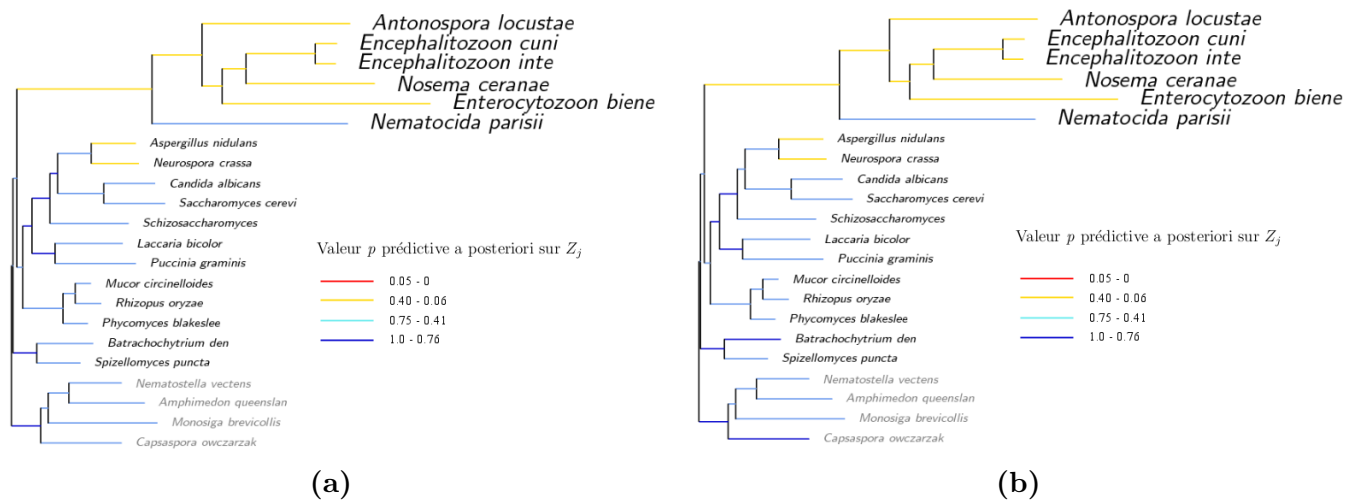 Antonospora locustae
Encephalitozoon cuni
Encephalitozoon inte
Nosema ceranae
Enterocytozoon biene
Nematocida parisii
Aspergillus nidulans
Neurospora crassa
Candida albicans
Saccharomyces cerevi
Schizosaccharomyces
Laccaria bicolor
Puccinia graminis
Mucor circinelloides
Rhizopus oryzae
Phycomyces blakeslee
Batrachochytrium den
Spizellomyces puncta
Nematostella vectens
Amphimedon queenslan
Monosiga brevicollis
Capsaspora owczarzak
Valeur p prédictive a posteriori sur Z_j
0.05 - 0
0.40 - 0.06
0.75 - 0.41
1.0 - 0.76
(a)
Antonospora locustae
Encephalitozoon cuni
Encephalitozoon inte
Nosema ceranae
Enterocytozoon biene
Nematocida parisii
Aspergillus nidulans
Neurospora crassa
Candida albicans
Saccharomyces cerevi
Schizosaccharomyces
Laccaria bicolor
Puccinia graminis
Mucor circinelloides
Rhizopus oryzae
Phycomyces blakeslee
Batrachochytrium den
Spizellomyces puncta
Nematostella vectens
Amphimedon queenslan
Monosiga brevicollis
Capsaspora owczarzak
Valeur p prédictive a posteriori sur Z_j
0.05 - 0
0.40 - 0.06
0.75 - 0.41
1.0 - 0.76
(b)